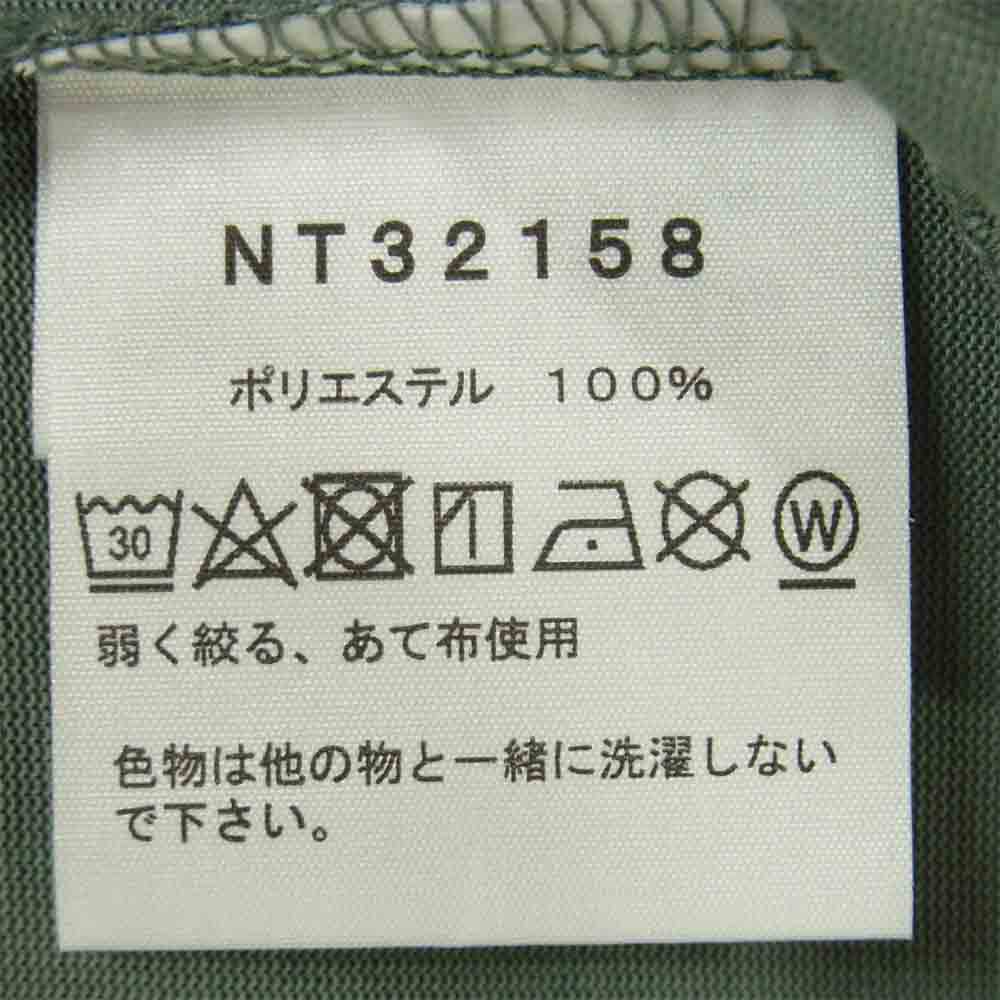 NT32158
ポリエステル 100%
30 W
弱く絞る、あて布使用
色物は他の物と一緒に洗濯しない
で下さい。